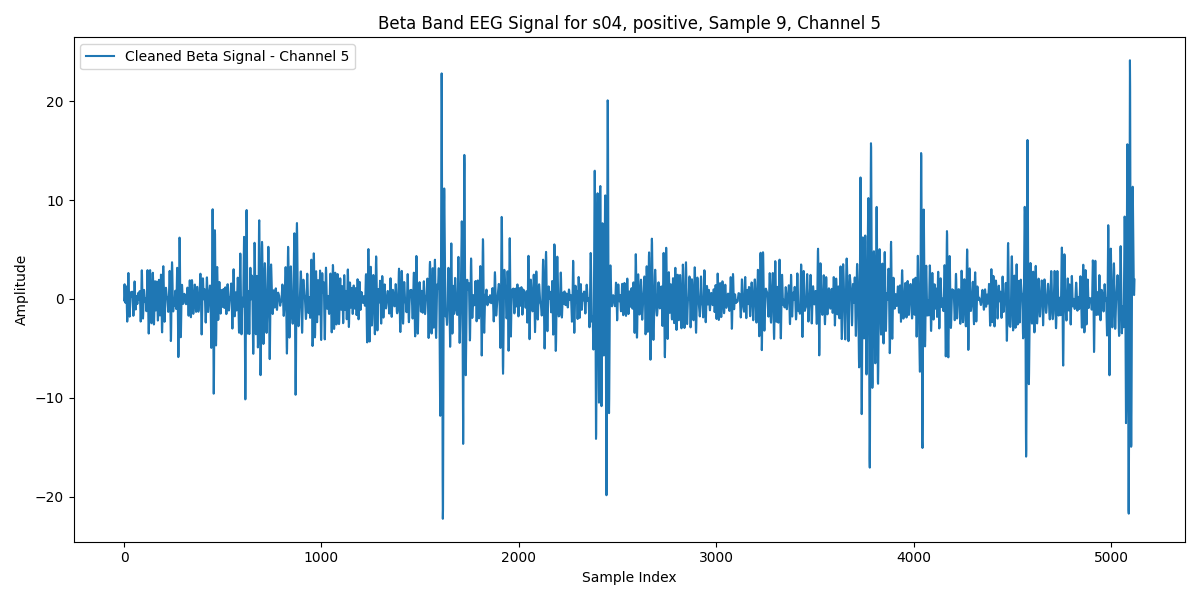 Beta Band EEG Signal for s04, positive, Sample 9, Channel 5
Cleaned Beta Signal - Channel 5
Amplitude
20
10
0
−10
−20
0 1000 2000 3000 4000 5000
Sample Index